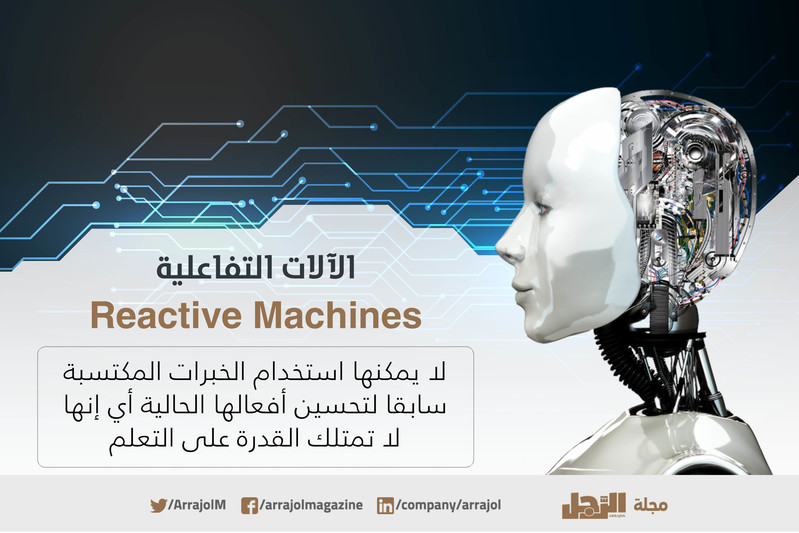 الآلات التفاعلية
Reactive Machines
لا يمكنها استخدام الخبرات المكتسبة
سابقا لتحسين أفعالها الحالية أي إنها
لا تمتلك القدرة على التعلم
/ArrajolM /arrajolmagazine /company/arrajol
مجلة الرجل